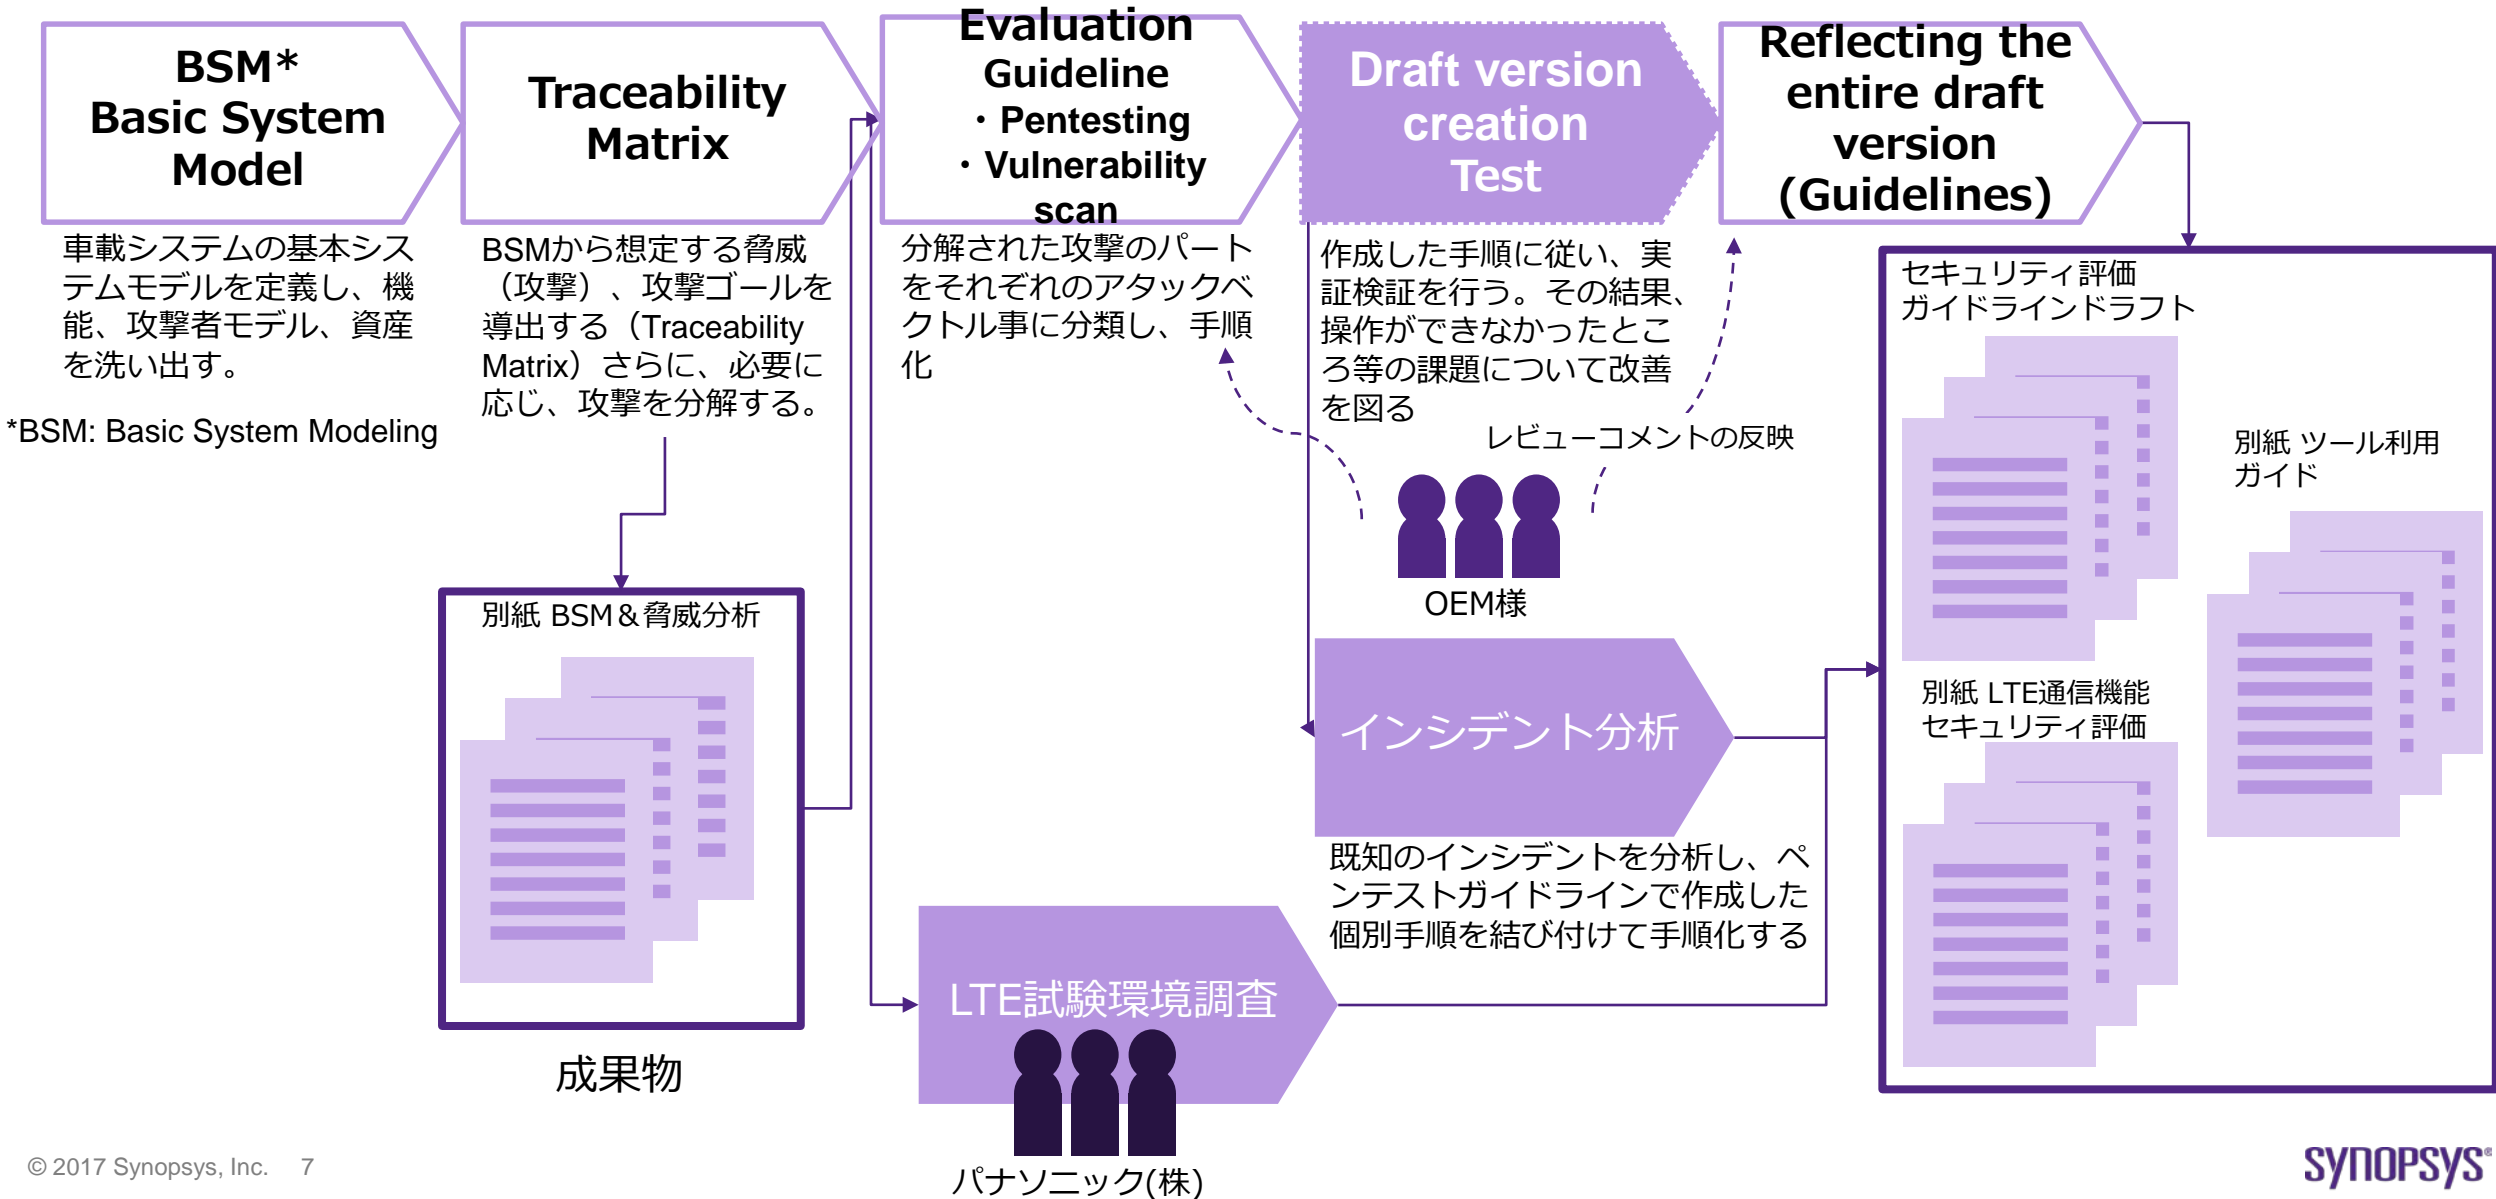 BSM*
Basic System
Model
Traceability
Matrix
Evaluation
Guideline
・Pentesting
・Vulnerability
scan
Draft version
creation
Test
Reflecting the
entire draft
version
(Guidelines)
車載システムの基本シス
テムモデルを定義し、機
能、攻撃者モデル、資産
を洗い出す。
*BSM: Basic System Modeling
BSMから想定する脅威
（攻撃）、攻撃ゴールを
導出する（Traceability
Matrix）さらに、必要に
応じ、攻撃を分解する。
分解された攻撃のパート
をそれぞれのアタックベ
クトル事に分類し、手順
化
作成した手順に従い、実
証検証を行う。その結果、
操作ができなかったとこ
ろ等の課題について改善
を図る
レビューコメントの反映
OEM様
別紙 BSM＆脅威分析
成果物
インシデント分析
既知のインシデントを分析し、ペ
ンテストガイドラインで作成した
個別手順を結び付けて手順化する
LTE試験環境調査
パナソニック(株)
セキュリティ評価
ガイドラインドラフト
別紙 ツール利用
ガイド
別紙 LTE通信機能
セキュリティ評価
© 2017 Synopsys, Inc. 7
SYNOPSYS®